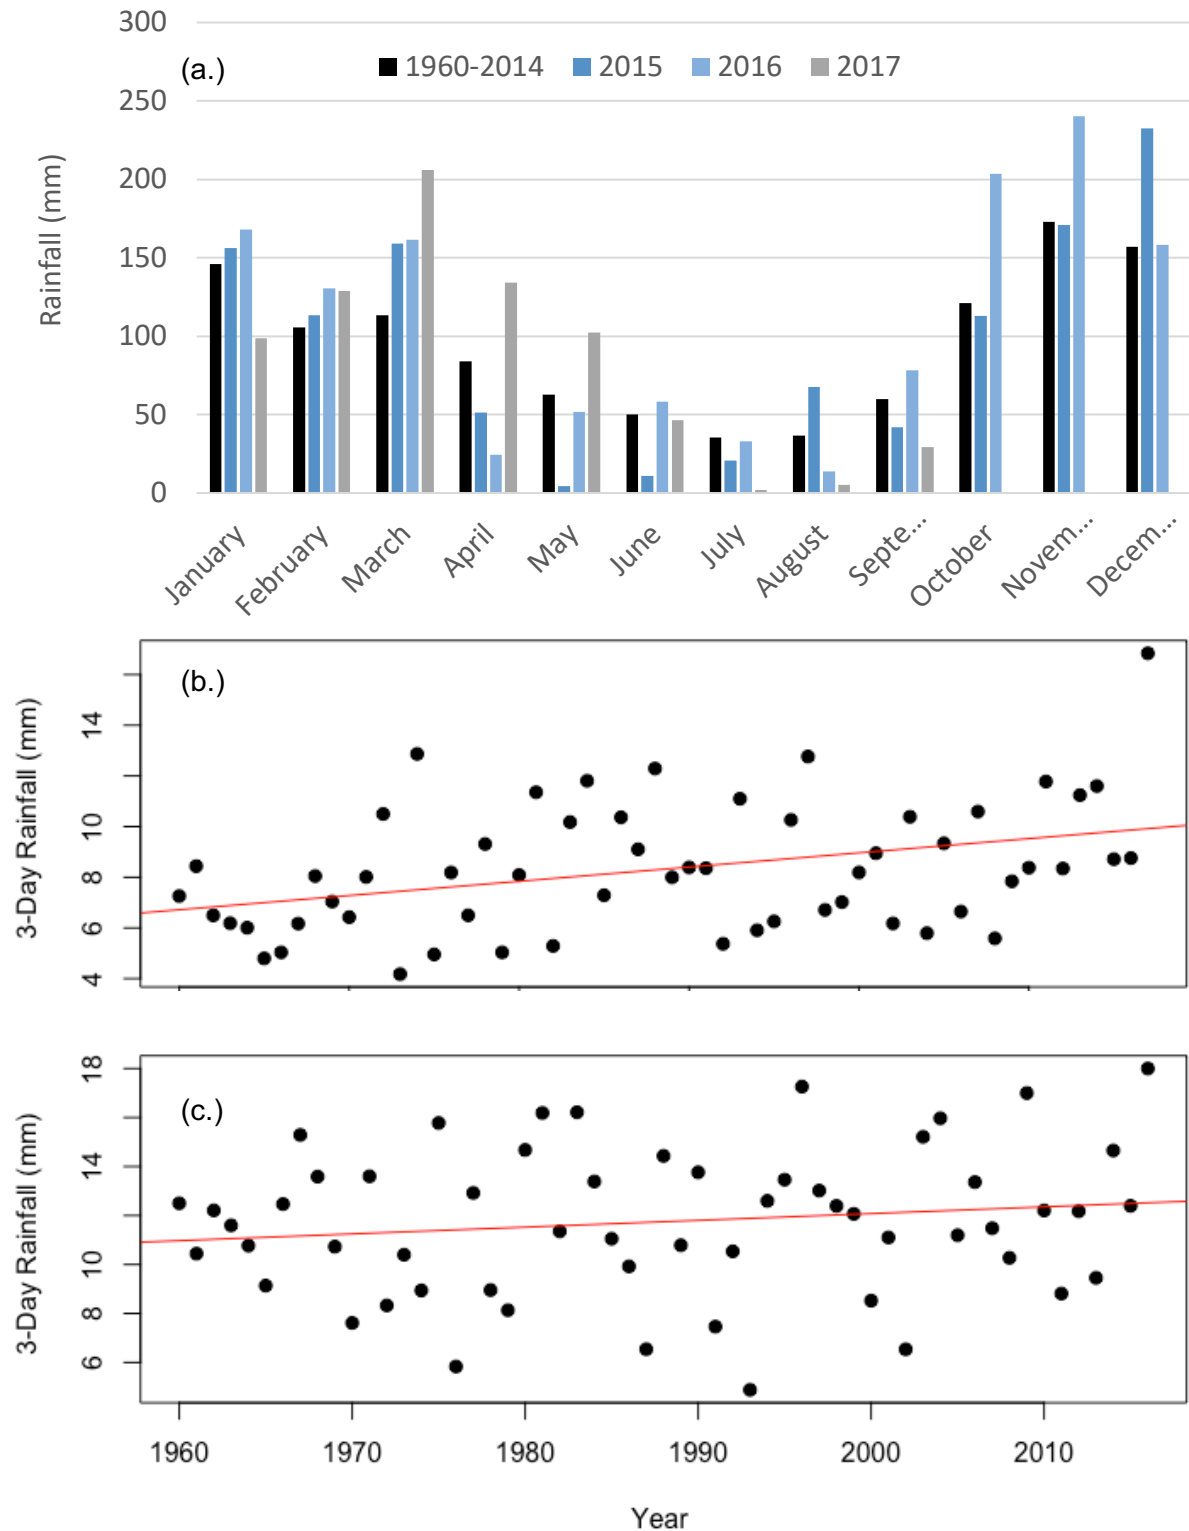 300
(a.)
1960-2014 2015 2016 2017
250
200
150
100
50
0
Rainfall (mm)
January February March April May June July August Septe... October Novem... Decem...
(b.)
14
10
8
6
4
3-Day Rainfall (mm)
(c.)
18
14
10
8
6
3-Day Rainfall (mm)
1960 1970 1980 1990 2000 2010
Year